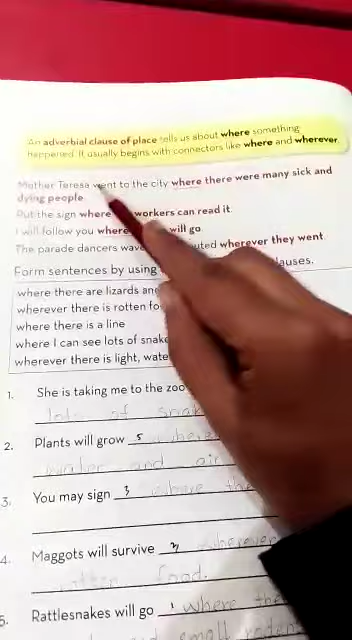 An adverbial clause of place tells us about where something
happened. It usually begins with connectors like where and wherever.
Mother Teresa went to the city where there were many sick and
dying people
Put the sign where workers can read it.
I will follow you where will go
The parade dancers wave uted wherever they went
Form sentences by using lauses.
where there are lizards an
wherever there is rotten fo
where there is a line
where I can see lots of snak
wherever there is light, wate
1. She is taking me to the zoo
lots of snak
2. Plants will grow 5 where
water and air
3. You may sign 3 where the
4. Maggots will survive 2 wherever
rotten food.
5. Rattlesnakes will go 1 where the
small roden